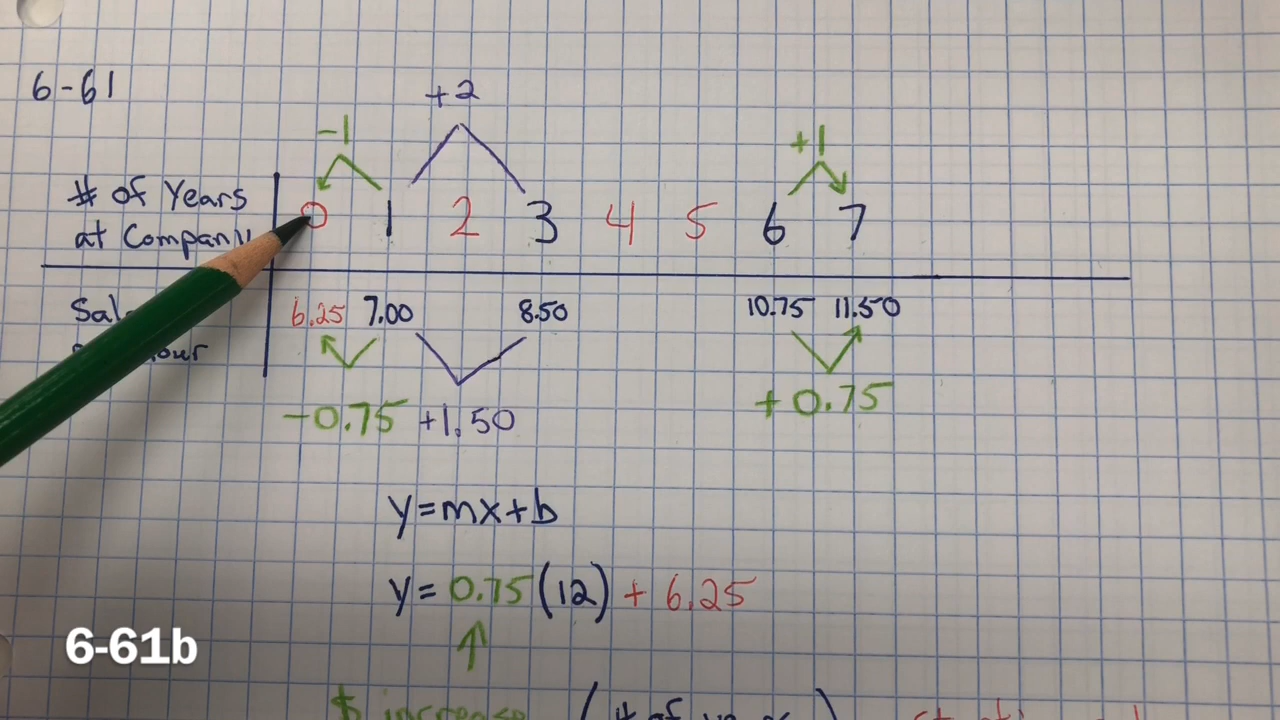 6-61
+2
-1
+1
# of Years
at Company
0 1 2 3 4 5 6 7
6.25 7.00 8.50 10.75 11.50
-0.75 +1.50 +0.75
y=mx+b
y= 0.75(12) + 6.25
6-61b
$ increase (# of